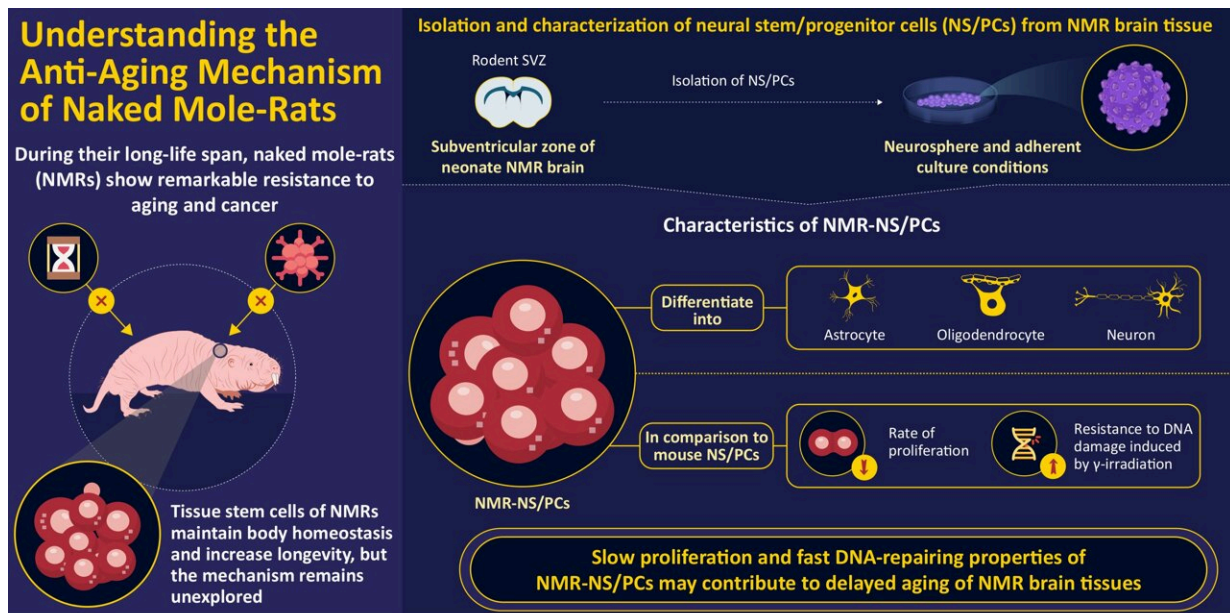 Understanding the
Anti-Aging Mechanism
of Naked Mole-Rats
During their long-life span, naked mole-rats
(NMRs) show remarkable resistance to
aging and cancer
Tissue stem cells of NMRs
maintain body homeostasis
and increase longevity, but
the mechanism remains
unexplored
Isolation and characterization of neural stem/progenitor cells (NS/PCs) from NMR brain tissue
Rodent SVZ
Isolation of NS/PCs
Subventricular zone of
neonate NMR brain
Neurosphere and adherent
culture conditions
Characteristics of NMR-NS/PCs
Differentiate
into
Astrocyte
Oligodendrocyte
Neuron
In comparison to
mouse NS/PCs
Rate of
proliferation
Resistance to DNA
damage induced
by γ-irradiation
NMR-NS/PCs
Slow proliferation and fast DNA-repairing properties of
NMR-NS/PCs may contribute to delayed aging of NMR brain tissues